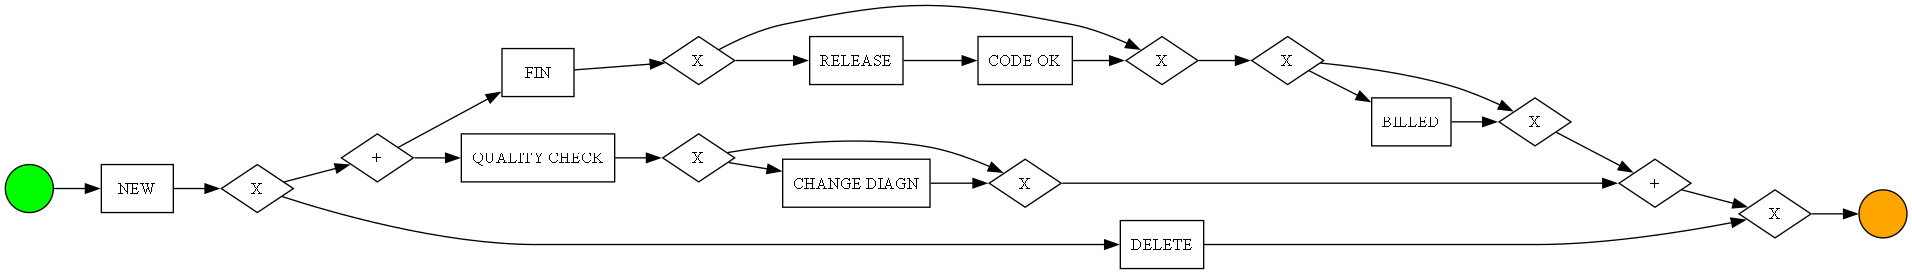 NEW
X
+
FIN
X
RELEASE
CODE OK
X
X
BILLED
X
QUALITY CHECK
X
CHANGE DIAGN
X
+
DELETE
X